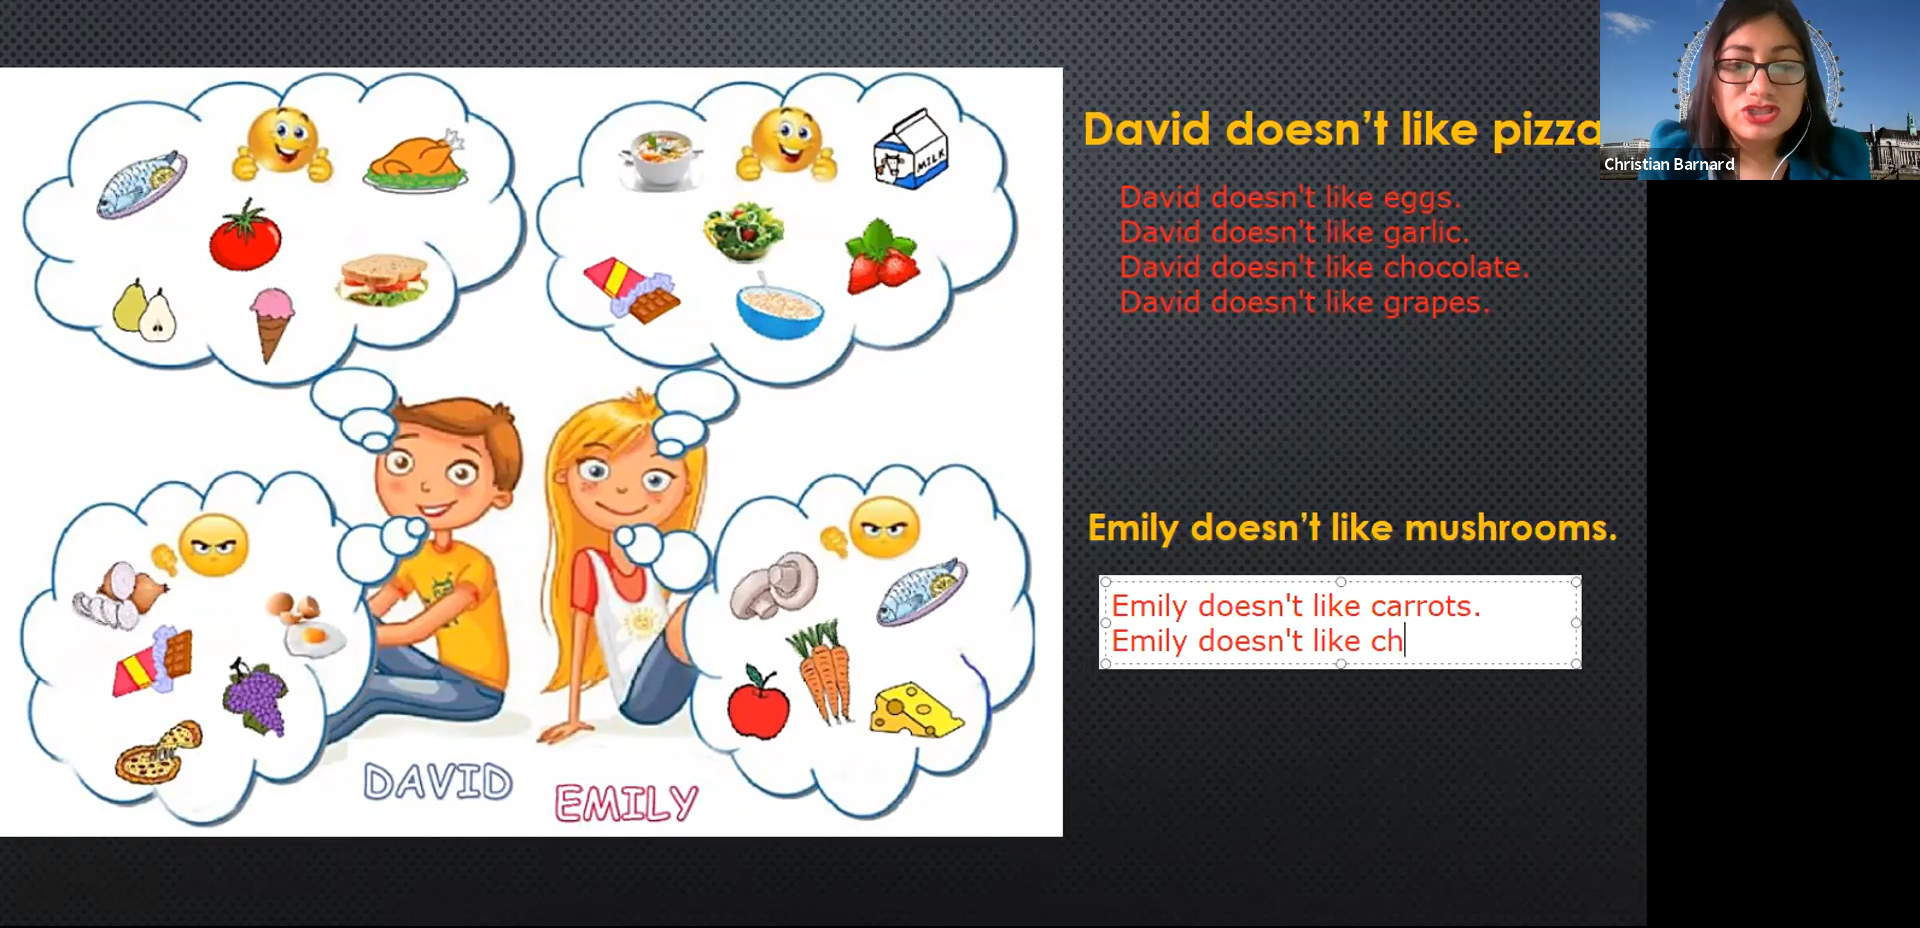 David doesn't like pizza
Christian Barnard
David doesn't like eggs.
David doesn't like garlic.
David doesn't like chocolate.
David doesn't like grapes.
MILK
Emily doesn't like mushrooms.
Emily doesn't like carrots.
Emily doesn't like ch
DAVID
EMILY